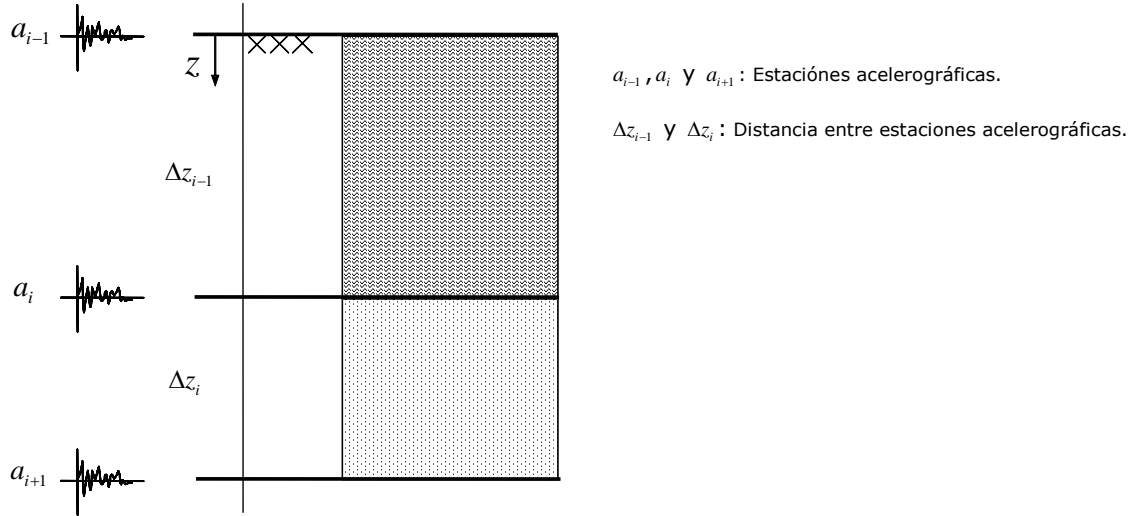 a_{i−1}
z
a_{i−1}, a_i y a_{i+1} : Estaciónes acelerográficas.
Δz_{i−1} y Δz_i : Distancia entre estaciones acelerográficas.
Δz_{i−1}
a_i
Δz_i
a_{i+1}